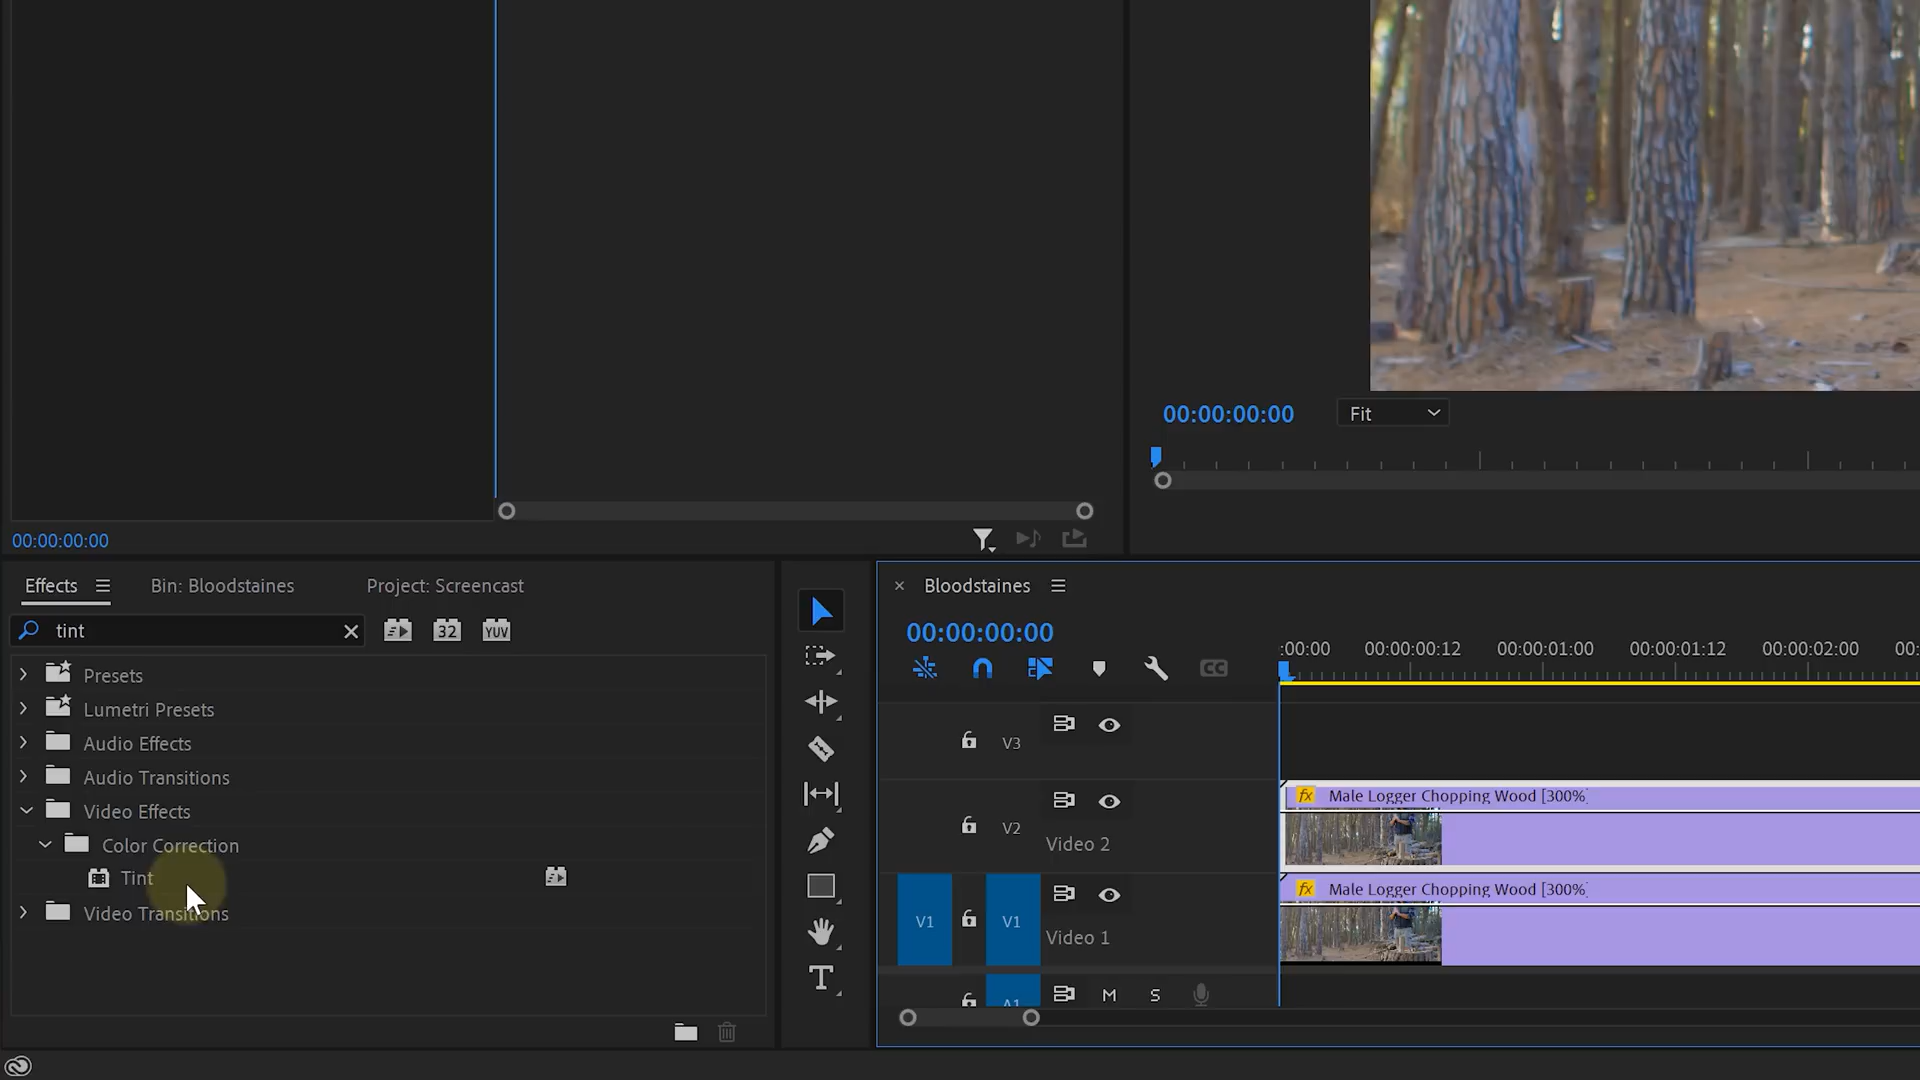 00:00:00:00
Fit
00:00:00:00
Effects
Bin: Bloodstaines
Project: Screencast
tint
32
YUV
Presets
Lumetri Presets
Audio Effects
Audio Transitions
Video Effects
Color Correction
Tint
Video Transitions
Bloodstaines
00:00:00:00
CC
:00:00
00:00:00:12
00:00:01:00
00:00:01:12
00:00:02:00
00:
V3
fx Male Logger Chopping Wood [300%]
V2
Video 2
fx Male Logger Chopping Wood [300%]
V1
V1
Video 1
A1
M
S
T